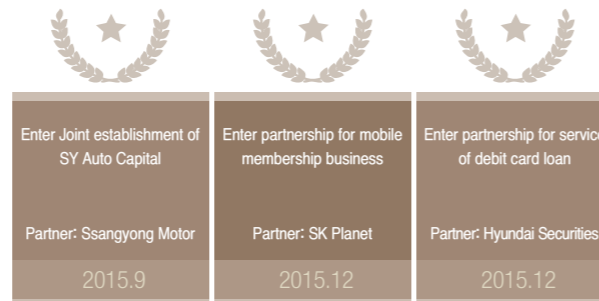 Enter Joint establishment of
SY Auto Capital
Partner: Ssangyong Motor
2015.9
Enter partnership for mobile
membership business
Partner: SK Planet
2015.12
Enter partnership for service
of debit card loan
Partner: Hyundai Securities
2015.12